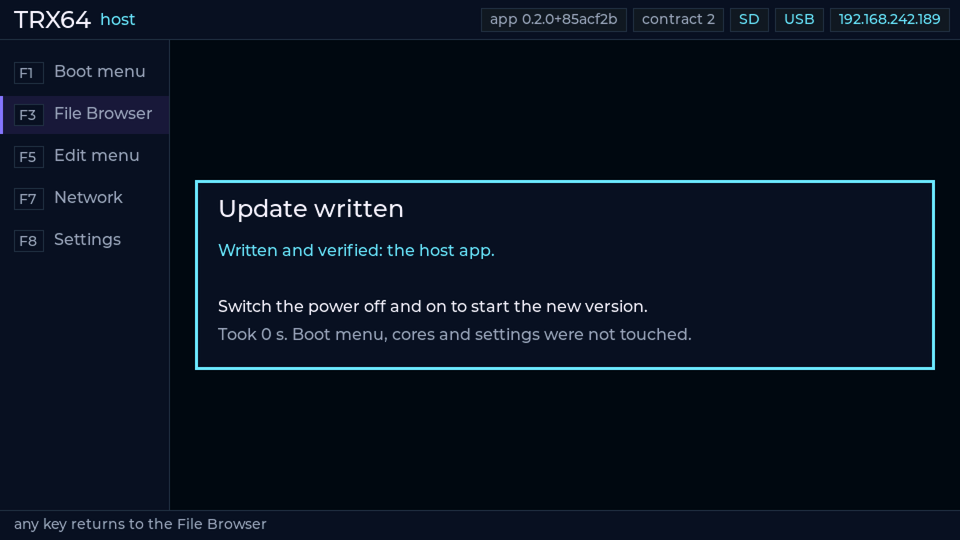 TRX64 host
app 0.2.0+85acf2b
contract 2
SD
USB
192.168.242.189
F1 Boot menu
F3 File Browser
F5 Edit menu
F7 Network
F8 Settings
Update written
Written and verified: the host app.
Switch the power off and on to start the new version.
Took 0 s. Boot menu, cores and settings were not touched.
any key returns to the File Browser